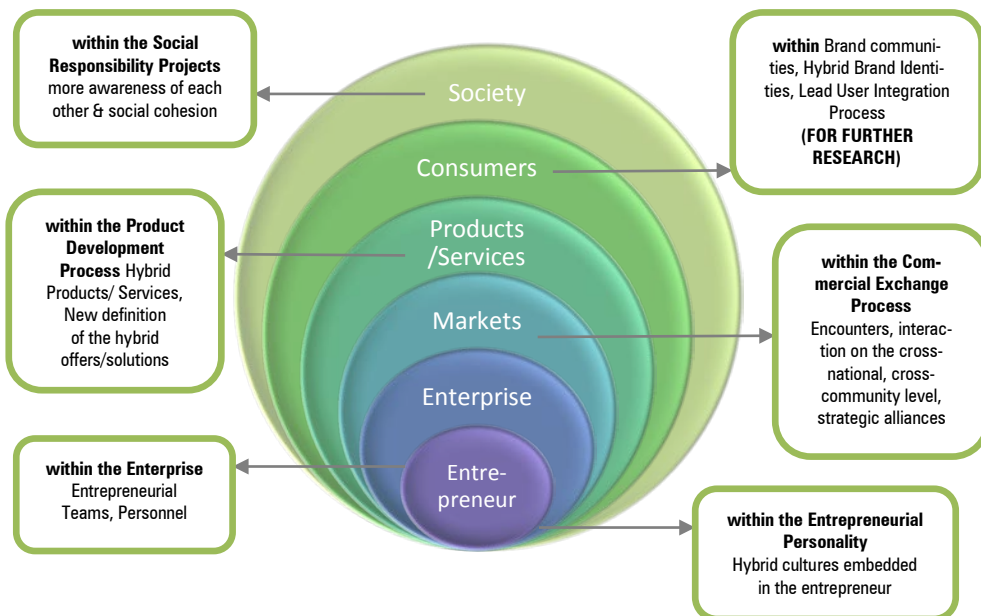 within the Social
Responsibility Projects
more awareness of each
other & social cohesion
within Brand communi-
ties, Hybrid Brand Identi-
ties, Lead User Integration
Process
(FOR FURTHER
RESEARCH)
Society
Consumers
Products
/Services
Markets
Enterprise
Entre-
preneur
within the Product
Development
Process Hybrid
Products/ Services,
New definition
of the hybrid
offers/solutions
within the Com-
mercial Exchange
Process
Encounters, interac-
tion on the cross-
national, cross-
community level,
strategic alliances
within the Enterprise
Entrepreneurial
Teams, Personnel
within the Entrepreneurial
Personality
Hybrid cultures embedded
in the entrepreneur